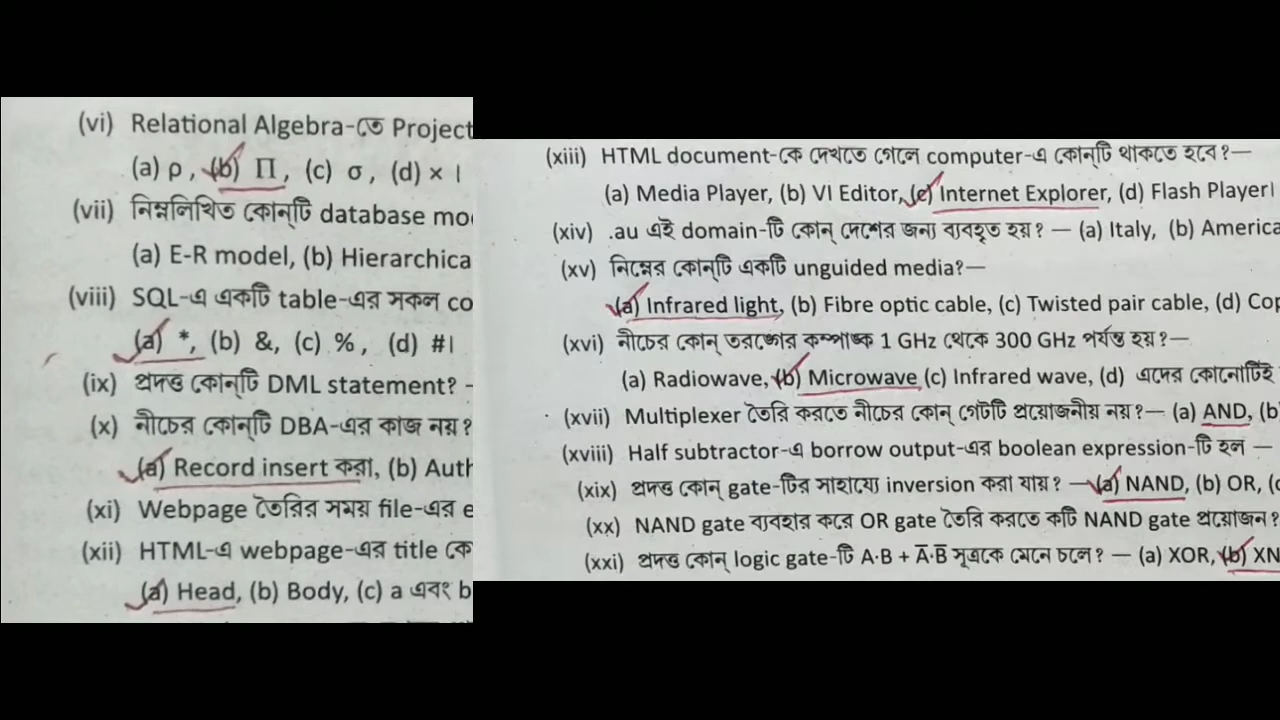 (vi) Relational Algebra-তে Project
(a) ρ, (b) Π, (c) σ, (d) × ।
(vii) নিম্নলিখিত কোন্‌টি database mo
(a) E-R model, (b) Hierarchica
(viii) SQL-এ একটি table-এর সকল co
(a) *, (b) &, (c) %, (d) #।
(ix) প্রদত্ত কোন্‌টি DML statement? -
(x) নীচের কোন্‌টি DBA-এর কাজ নয়?
(a) Record insert করা, (b) Auth
(xi) Webpage তৈরির সময় file-এর e
(xii) HTML-এ webpage-এর title কো
(a) Head, (b) Body, (c) a এবং b
(xiii) HTML document-কে দেখতে গেলে computer-এ কোন্‌টি থাকতে হবে?—
(a) Media Player, (b) VI Editor, (c) Internet Explorer, (d) Flash Player।
(xiv) .au এই domain-টি কোন্ দেশের জন্য ব্যবহৃত হয়? — (a) Italy, (b) America
(xv) নিম্নের কোন্‌টি একটি unguided media?—
(a) Infrared light, (b) Fibre optic cable, (c) Twisted pair cable, (d) Cop
(xvi) নীচের কোন্ তরঙ্গের কম্পাঙ্ক 1 GHz থেকে 300 GHz পর্যন্ত হয়?—
(a) Radiowave, (b) Microwave (c) Infrared wave, (d) এদের কোনোটিই
(xvii) Multiplexer তৈরি করতে নীচের কোন্ গেটটি প্রয়োজনীয় নয়?— (a) AND, (b
(xviii) Half subtractor-এ borrow output-এর boolean expression-টি হল —
(xix) প্রদত্ত কোন্ gate-টির সাহায্যে inversion করা যায়? —(a) NAND, (b) OR, (c
(xx) NAND gate ব্যবহার করে OR gate তৈরি করতে কটি NAND gate প্রয়োজন?
(xxi) প্রদত্ত কোন্ logic gate-টি A·B + A̅·B̅ সূত্রকে মেনে চলে? — (a) XOR, (b) XN